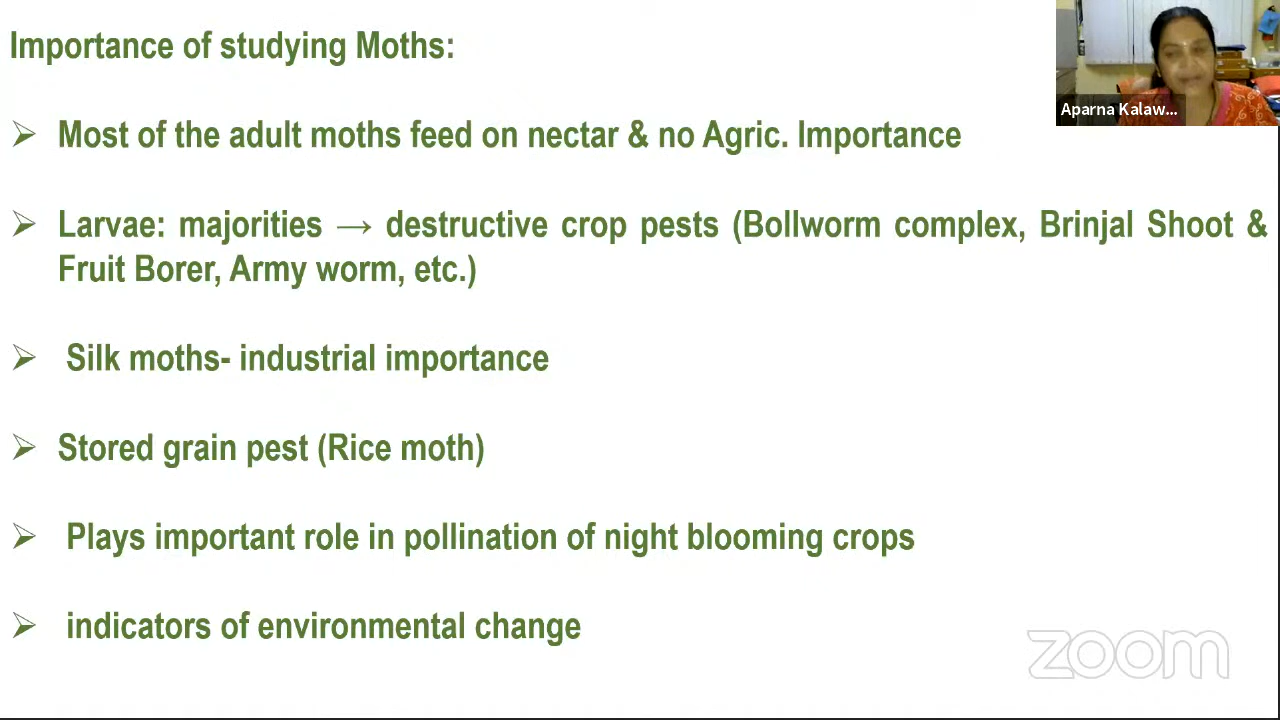 Importance of studying Moths:
Aparna Kalaw...
➢ Most of the adult moths feed on nectar & no Agric. Importance
➢ Larvae: majorities → destructive crop pests (Bollworm complex, Brinjal Shoot &
Fruit Borer, Army worm, etc.)
➢ Silk moths- industrial importance
➢ Stored grain pest (Rice moth)
➢ Plays important role in pollination of night blooming crops
➢ indicators of environmental change
zoom